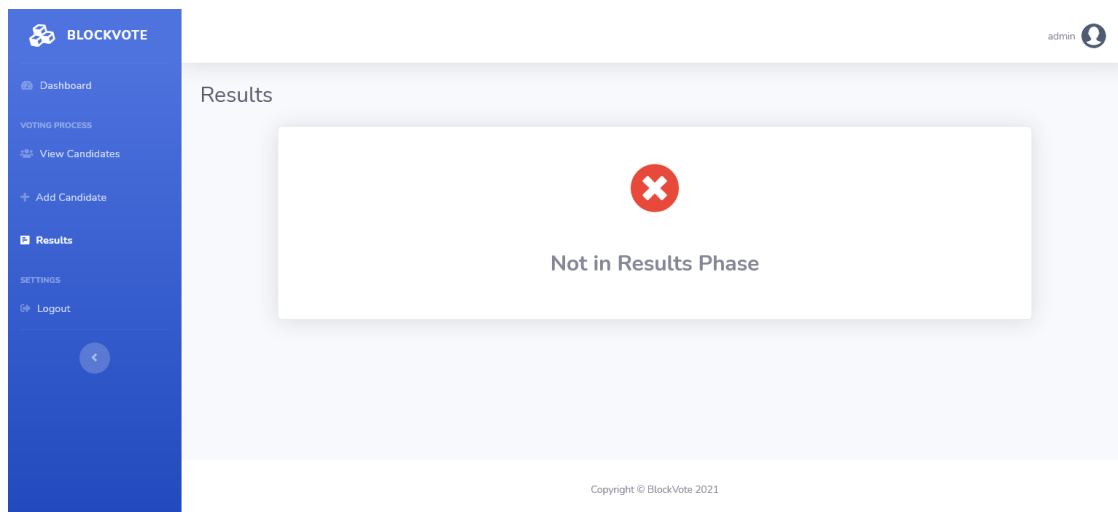 BLOCKVOTE
admin
Dashboard
VOTING PROCESS
View Candidates
Add Candidate
Results
SETTINGS
Logout
Results
Not in Results Phase
Copyright © BlockVote 2021